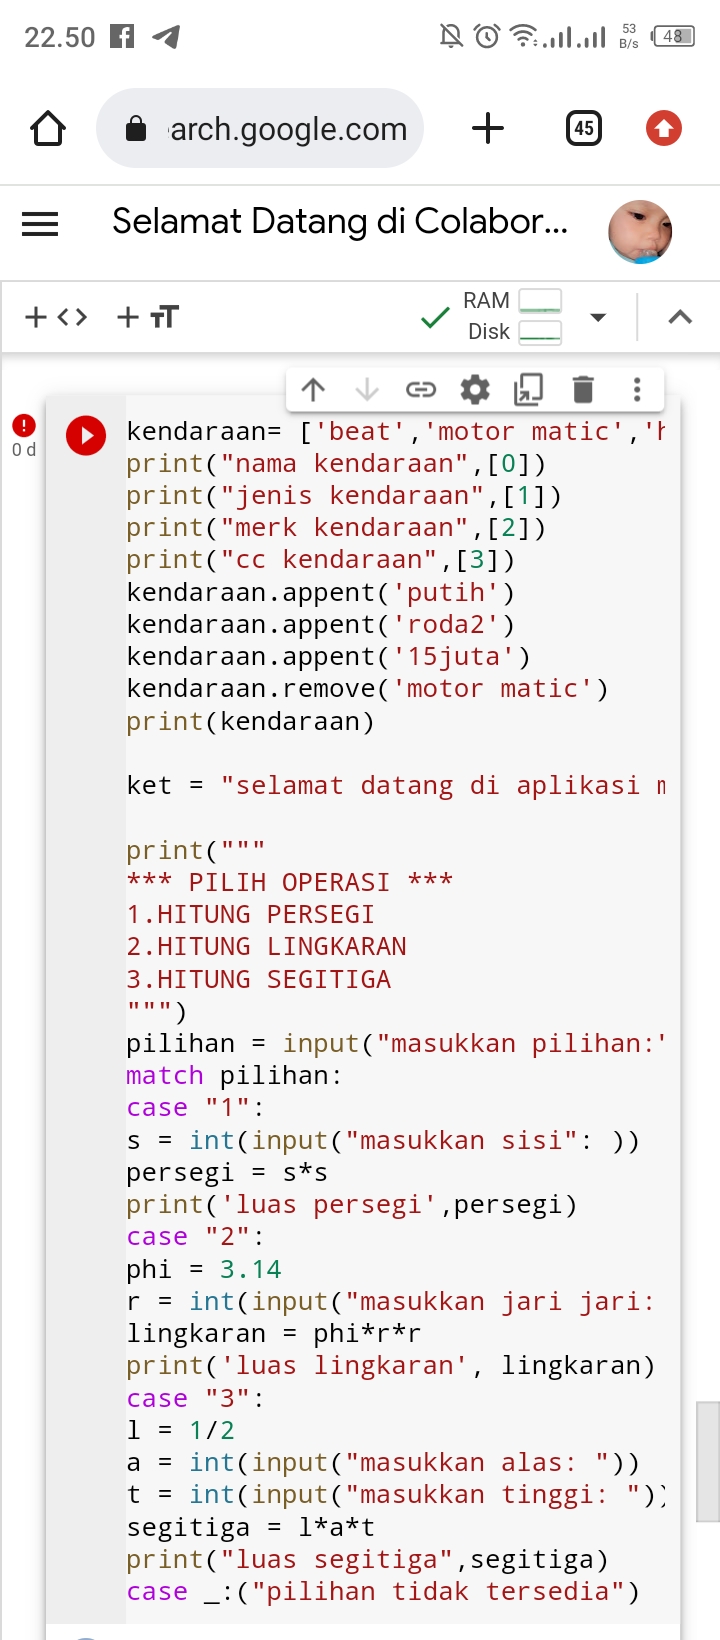 22.50
53
B/s
48
arch.google.com
45
Selamat Datang di Colabor...
RAM
Disk
0 d
kendaraan= ['beat','motor matic','h
print("nama kendaraan",[0])
print("jenis kendaraan",[1])
print("merk kendaraan",[2])
print("cc kendaraan",[3])
kendaraan.appent('putih')
kendaraan.appent('roda2')
kendaraan.appent('15juta')
kendaraan.remove('motor matic')
print(kendaraan)
ket = "selamat datang di aplikasi m
print("""
*** PILIH OPERASI ***
1.HITUNG PERSEGI
2.HITUNG LINGKARAN
3.HITUNG SEGITIGA
""")
pilihan = input("masukkan pilihan:'
match pilihan:
case "1":
s = int(input("masukkan sisi": ))
persegi = s*s
print('luas persegi',persegi)
case "2":
phi = 3.14
r = int(input("masukkan jari jari:
lingkaran = phi*r*r
print('luas lingkaran', lingkaran)
case "3":
l = 1/2
a = int(input("masukkan alas: "))
t = int(input("masukkan tinggi: "))
segitiga = l*a*t
print("luas segitiga",segitiga)
case _:("pilihan tidak tersedia")